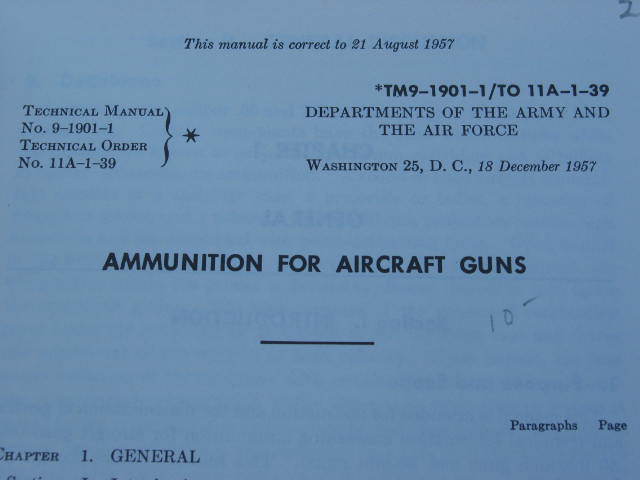 2
This manual is correct to 21 August 1957
*TM9-1901-1/TO 11A-1-39
TECHNICAL MANUAL
No. 9-1901-1
TECHNICAL ORDER
No. 11A-1-39
} *
DEPARTMENTS OF THE ARMY AND
THE AIR FORCE
WASHINGTON 25, D. C., 18 December 1957
AMMUNITION FOR AIRCRAFT GUNS
10-
Paragraphs Page
CHAPTER 1. GENERAL